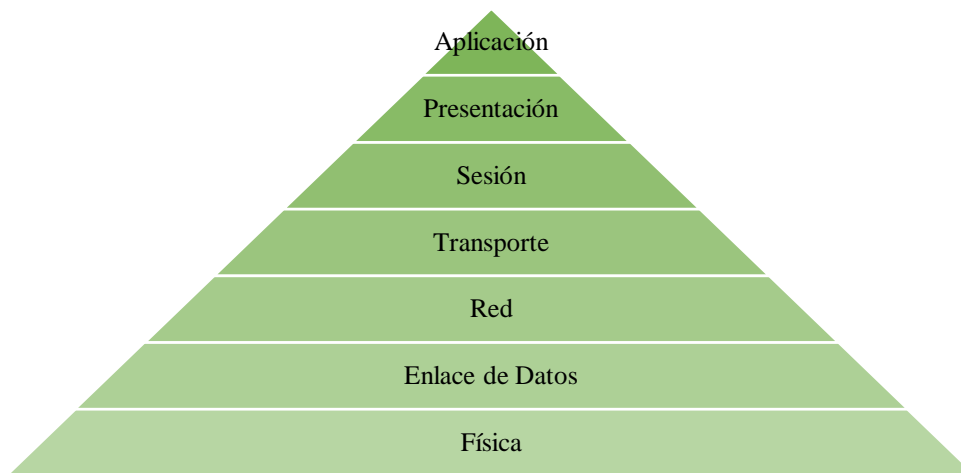 Aplicación
Presentación
Sesión
Transporte
Red
Enlace de Datos
Física